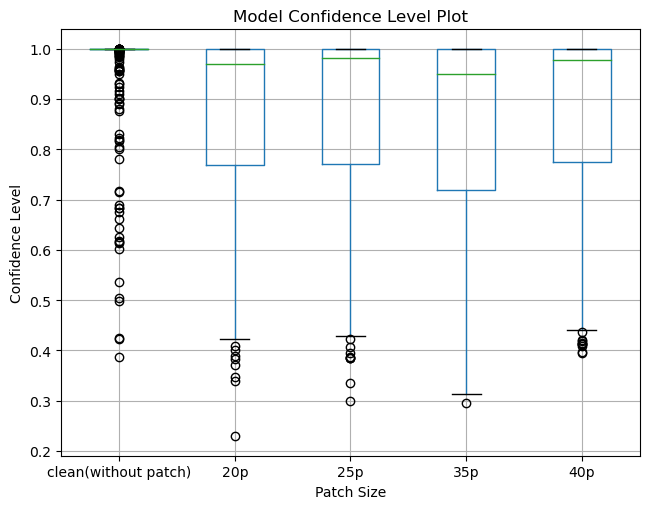 Model Confidence Level Plot
Confidence Level
1.0
0.9
0.8
0.7
0.6
0.5
0.4
0.3
0.2
clean(without patch) 20p 25p 35p 40p
Patch Size